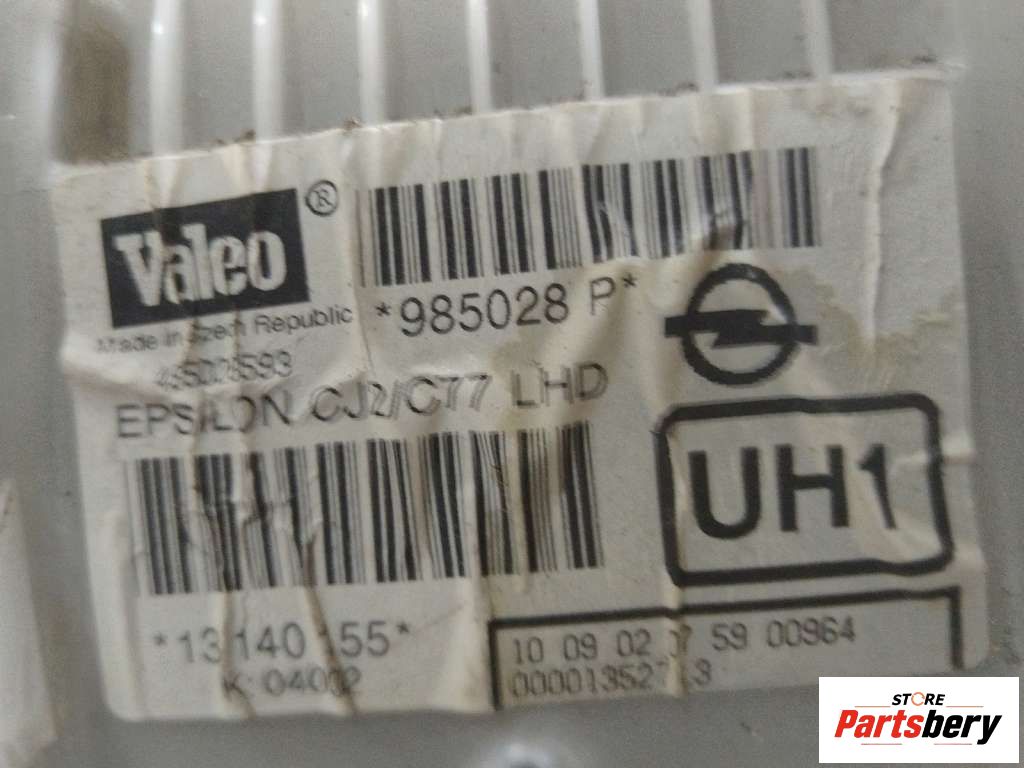 Valeo ®
*985028 P*
Made in Czech Republic
EPSILON CJ2/C77 LHD
UH1
*13 140 155*
10 09 02 59 00964
K: 04002
STORE
Partsbery